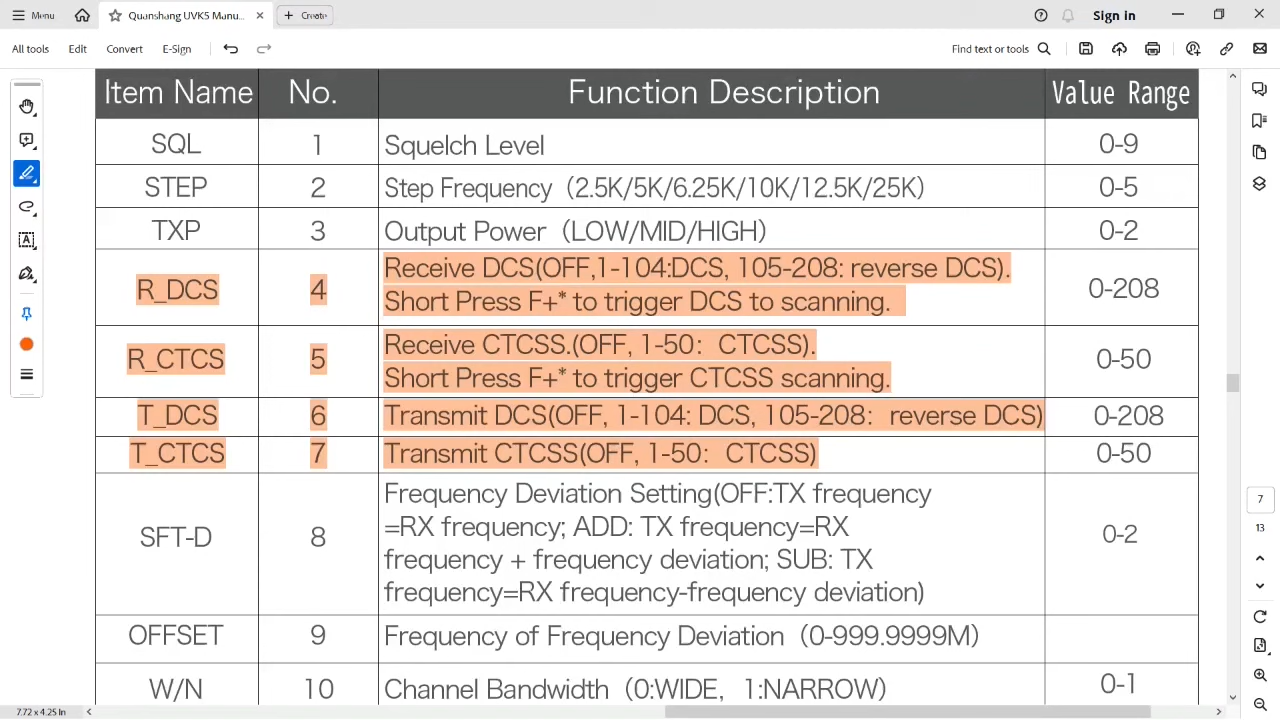 Menu
Quanshang UVK5 Manu...
Create
Sign in
All tools
Edit
Convert
E-Sign
Find text or tools
Item Name No. Function Description Value Range
SQL 1 Squelch Level 0-9
STEP 2 Step Frequency（2.5K/5K/6.25K/10K/12.5K/25K） 0-5
TXP 3 Output Power（LOW/MID/HIGH） 0-2
R_DCS 4 Receive DCS(OFF,1-104:DCS, 105-208: reverse DCS). 0-208
Short Press F+* to trigger DCS to scanning.
R_CTCS 5 Receive CTCSS.(OFF, 1-50： CTCSS). 0-50
Short Press F+* to trigger CTCSS scanning.
T_DCS 6 Transmit DCS(OFF, 1-104: DCS, 105-208： reverse DCS) 0-208
T_CTCS 7 Transmit CTCSS(OFF, 1-50： CTCSS) 0-50
SFT-D 8 Frequency Deviation Setting(OFF:TX frequency 0-2
=RX frequency; ADD: TX frequency=RX
frequency + frequency deviation; SUB: TX
frequency=RX frequency-frequency deviation)
OFFSET 9 Frequency of Frequency Deviation（0-999.9999M）
W/N 10 Channel Bandwidth（0:WIDE，1:NARROW） 0-1
7
13
7.72 x 4.25 In